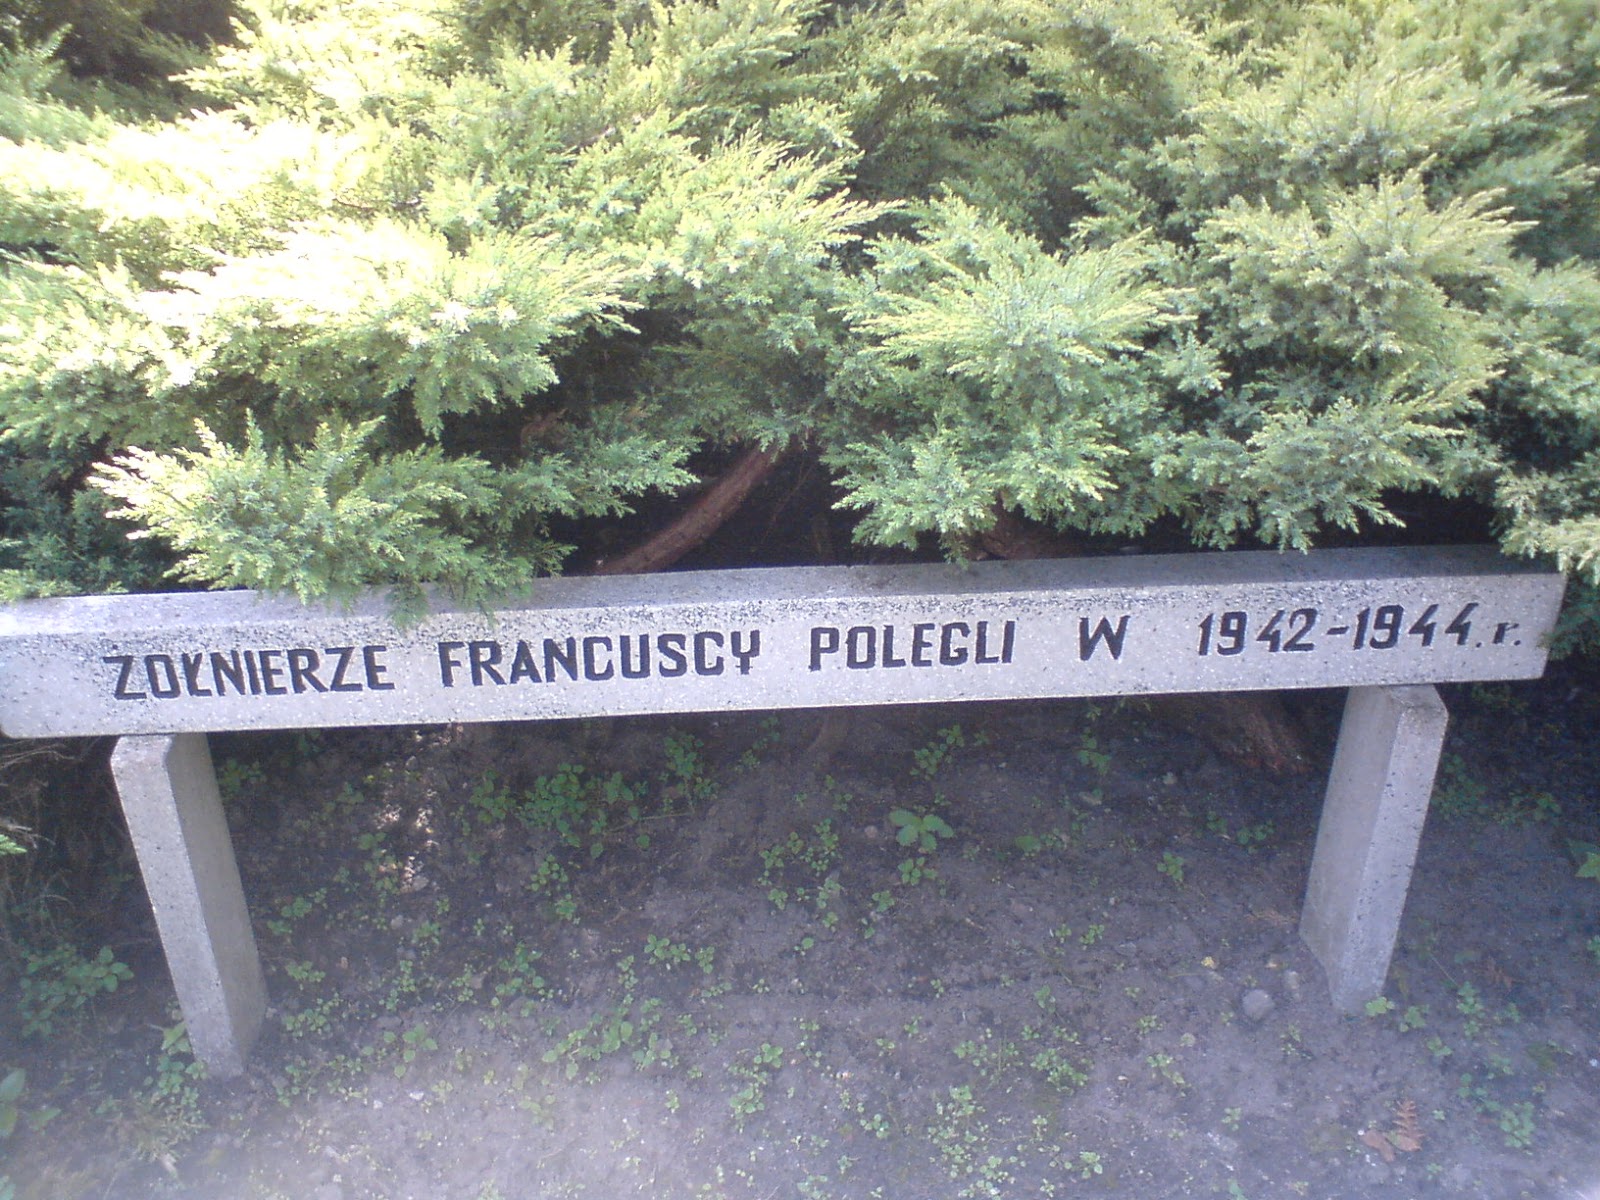 ZOŁNIERZE FRANCUSCY POLEGLI W 1942-1944.r.